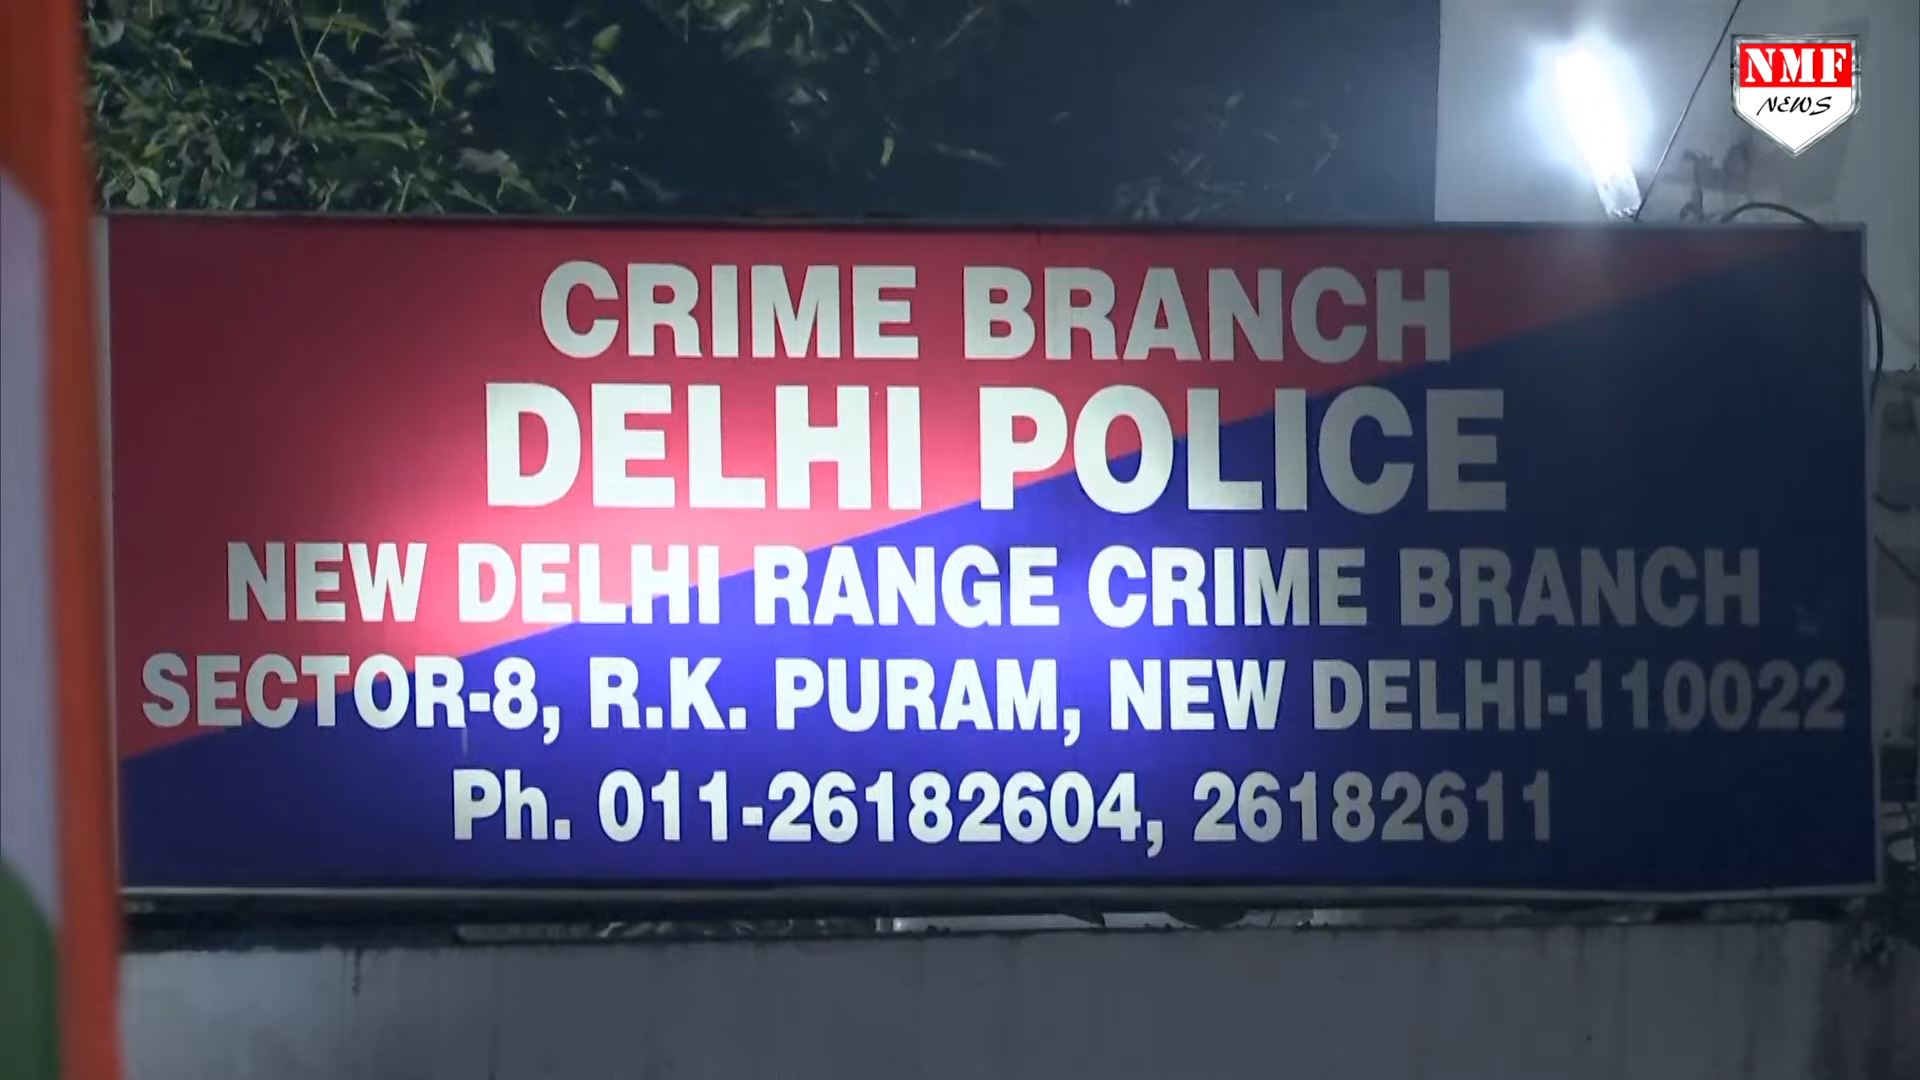 NMF
NEWS
CRIME BRANCH
DELHI POLICE
NEW DELHI RANGE CRIME BRANCH
SECTOR-8, R.K. PURAM, NEW DELHI-110022
Ph. 011-26182604, 26182611